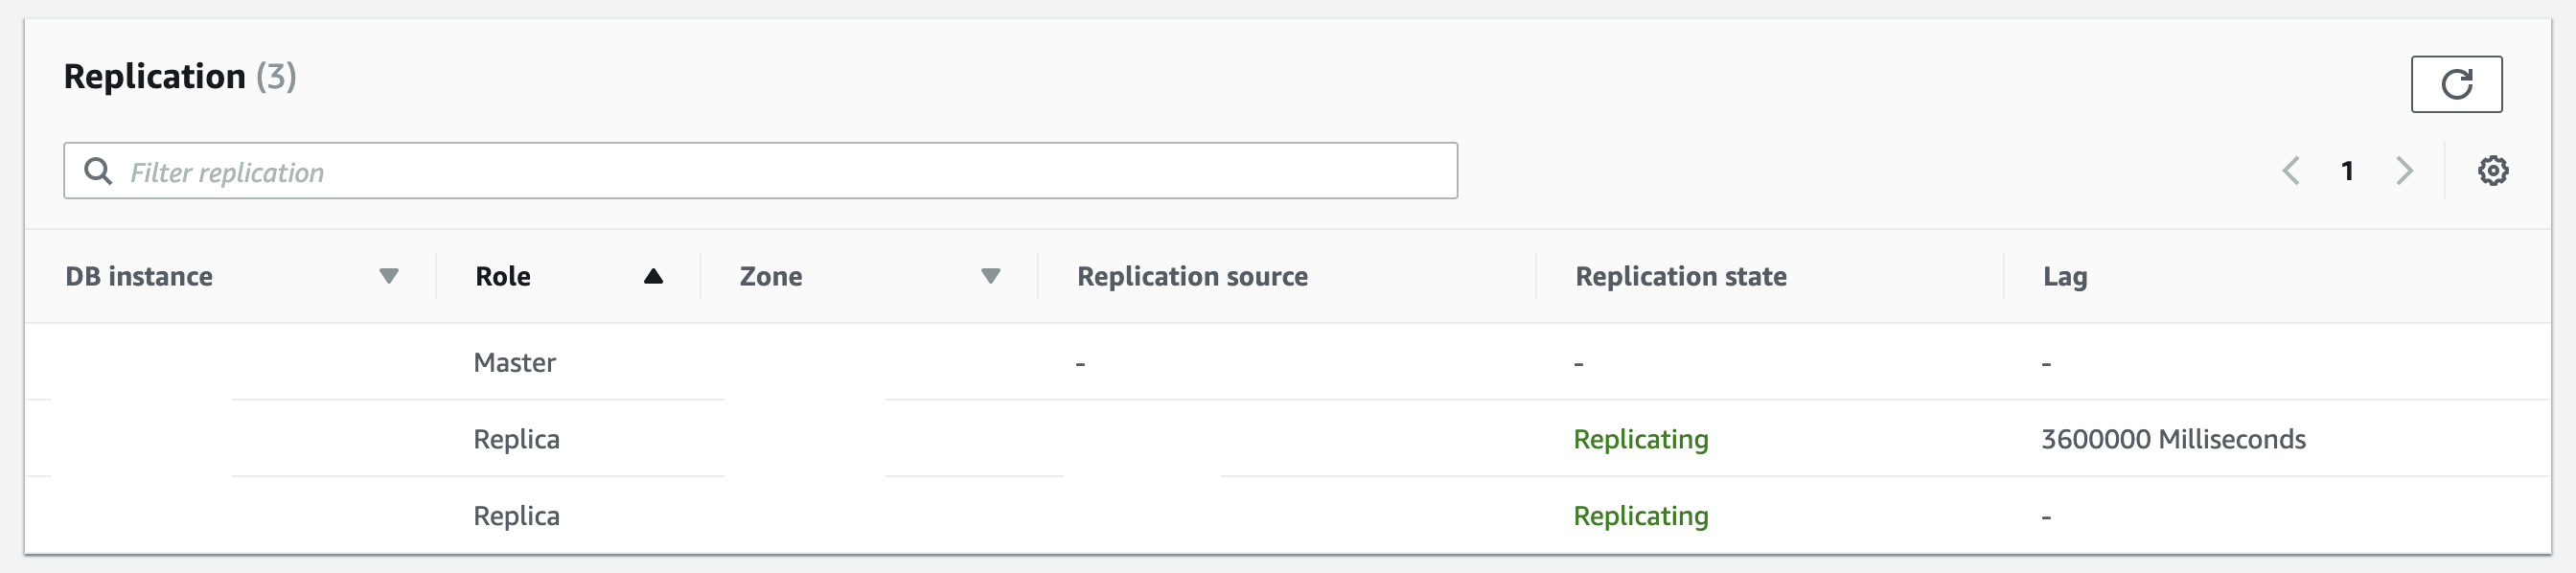 Replication (3)
Filter replication
1
DB instance Role Zone Replication source Replication state Lag
Master - - -
Replica Replicating 3600000 Milliseconds
Replica Replicating -